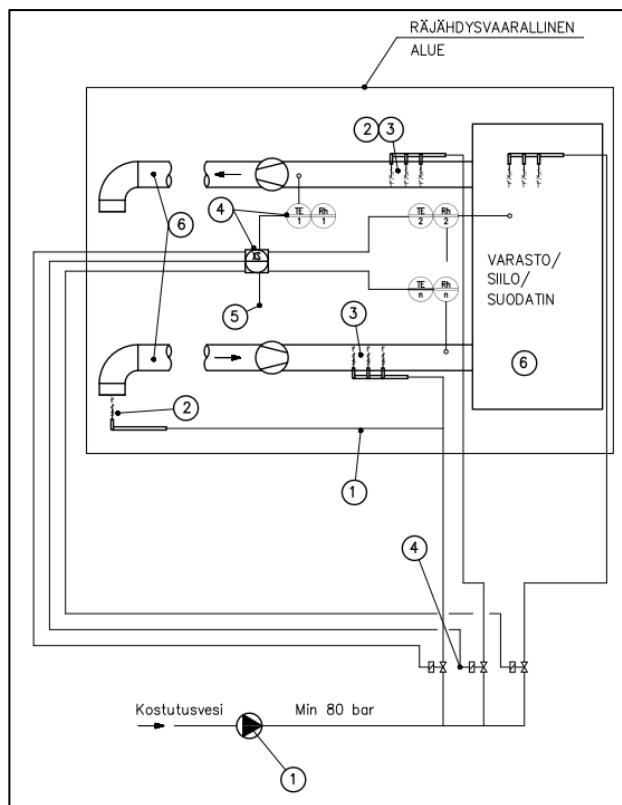 RÄJÄHDYSVAARALLINEN
ALUE
2
3
4
TE
1
Rh
1
TE
2
Rh
2
6
XS
VARASTO/
SIILO/
SUODATIN
TE
n
Rh
n
5
3
6
2
1
4
Kostutusvesi
Min 80 bar
1